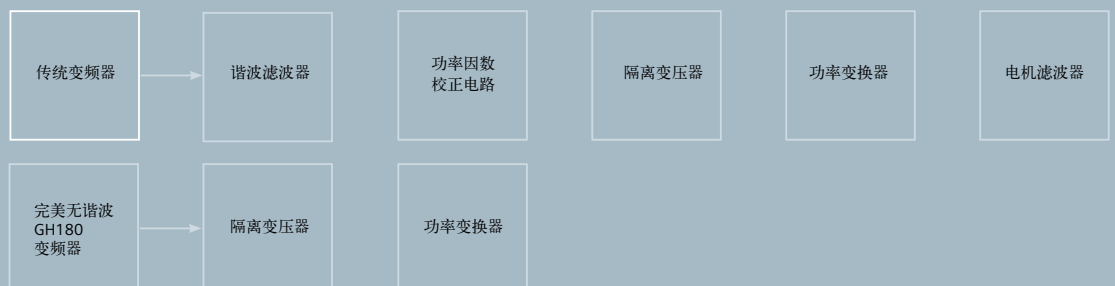 传统变频器
谐波滤波器
功率因数
校正电路
隔离变压器
功率变换器
电机滤波器
完美无谐波
GH180
变频器
隔离变压器
功率变换器